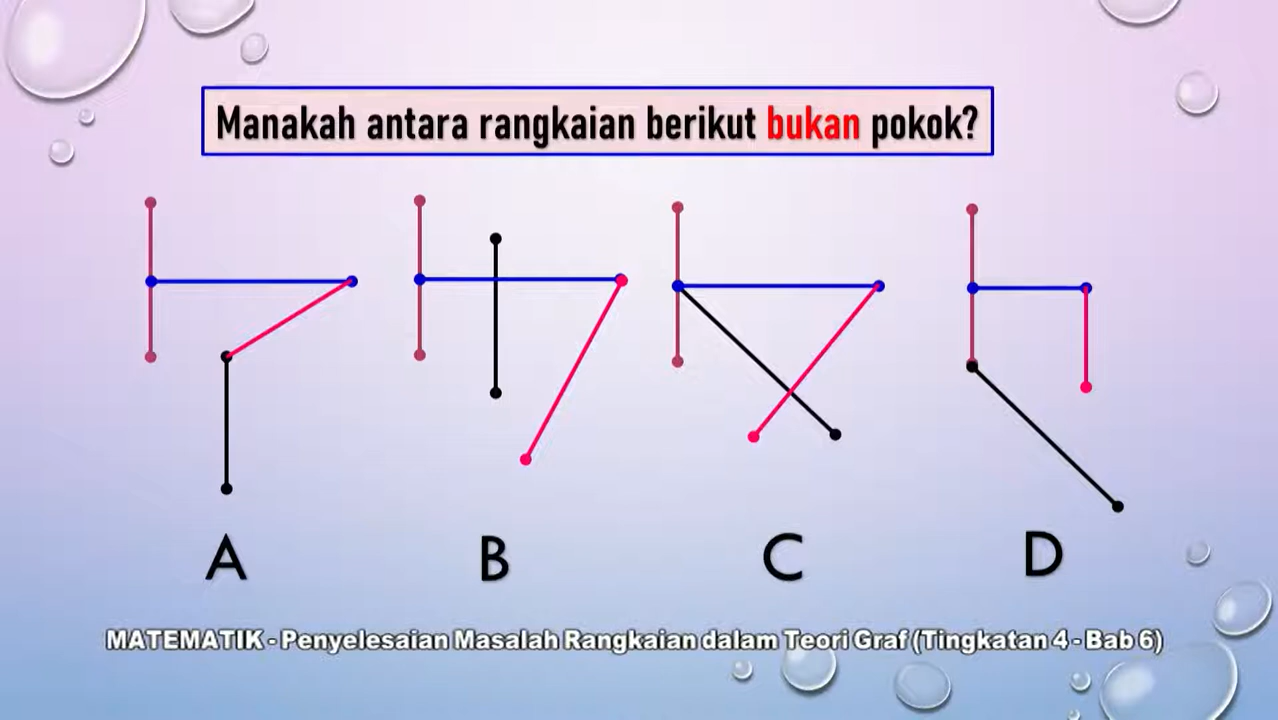 Manakah antara rangkaian berikut bukan pokok?
A
B
C
D
MATEMATIK - Penyelesaian Masalah Rangkaian dalam Teori Graf (Tingkatan 4 - Bab 6)